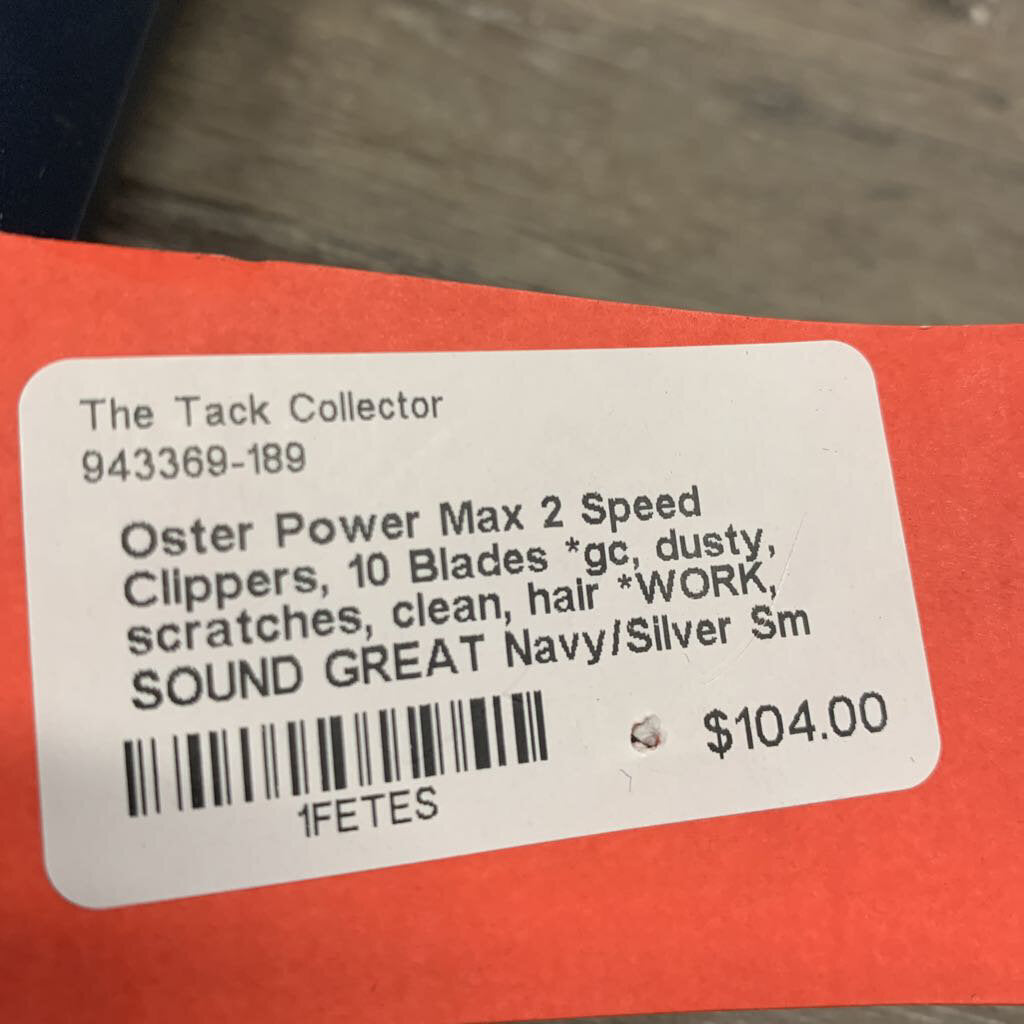 The Tack Collector
943369-189
Oster Power Max 2 Speed
Clippers, 10 Blades *gc, dusty,
scratches, clean, hair *WORK,
SOUND GREAT Navy/Silver Sm
$104.00
1FETES